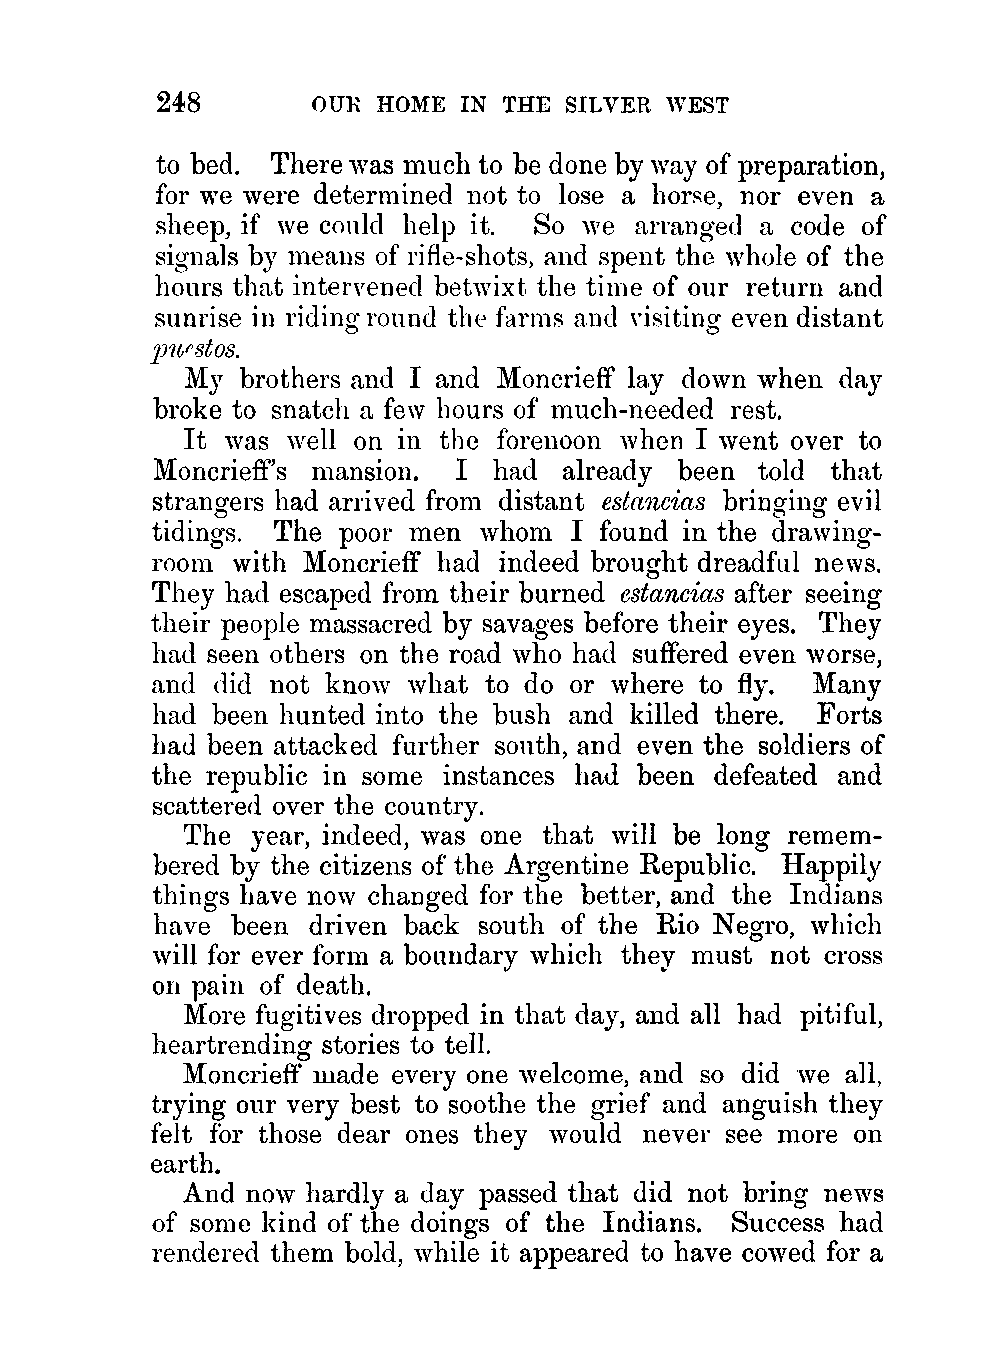 248 OUR HOME IN THE SILVER WEST
to bed. There was much to be done by way of preparation,
for we were determined not to lose a horse, nor even a
sheep, if we could help it. So we arranged a code of
signals by means of rifle-shots, and spent the whole of the
hours that intervened betwixt the time of our return and
sunrise in riding round the farms and visiting even distant
puestos.
My brothers and I and Moncrieff lay down when day
broke to snatch a few hours of much-needed rest.
It was well on in the forenoon when I went over to
Moncrieff's mansion. I had already been told that
strangers had arrived from distant estancias bringing evil
tidings. The poor men whom I found in the drawing-
room with Moncrieff had indeed brought dreadful news.
They had escaped from their burned estancias after seeing
their people massacred by savages before their eyes. They
had seen others on the road who had suffered even worse,
and did not know what to do or where to fly. Many
had been hunted into the bush and killed there. Forts
had been attacked further south, and even the soldiers of
the republic in some instances had been defeated and
scattered over the country.
The year, indeed, was one that will be long remem-
bered by the citizens of the Argentine Republic. Happily
things have now changed for the better, and the Indians
have been driven back south of the Rio Negro, which
will for ever form a boundary which they must not cross
on pain of death.
More fugitives dropped in that day, and all had pitiful,
heartrending stories to tell.
Moncrieff made every one welcome, and so did we all,
trying our very best to soothe the grief and anguish they
felt for those dear ones they would never see more on
earth.
And now hardly a day passed that did not bring news
of some kind of the doings of the Indians. Success had
rendered them bold, while it appeared to have cowed for a